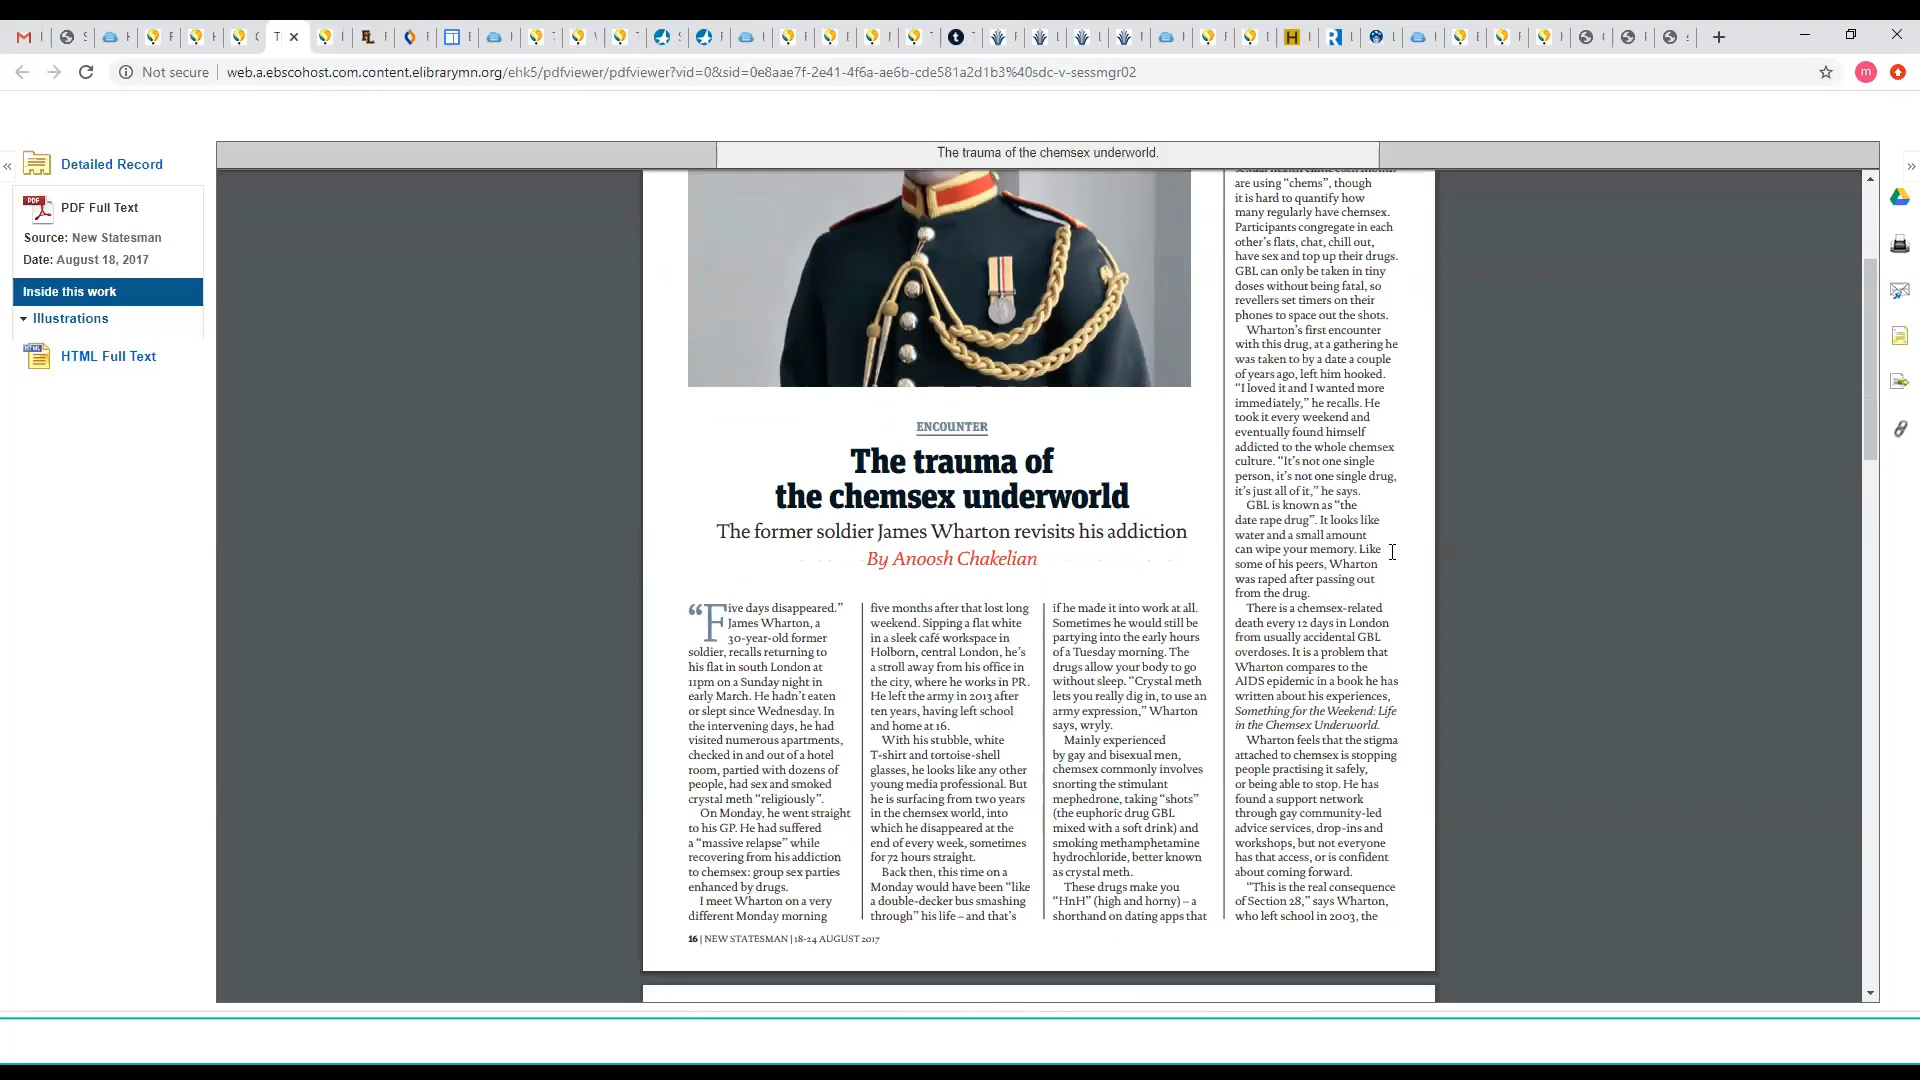 Not secure
web.a.ebscohost.com.content.elibrarymn.org/ehk5/pdfviewer/pdfviewer?vid=0&sid=0e8aae7f-2e41-4f6a-ae6b-cde581a2d1b3%40sdc-v-sessmgr02
m
Detailed Record
PDF Full Text
Source: New Statesman
Date: August 18, 2017
Inside this work
Illustrations
HTML Full Text
The trauma of the chemsex underworld.
ENCOUNTER
The trauma of
the chemsex underworld
The former soldier James Wharton revisits his addiction
By Anoosh Chakelian
“Five days disappeared.”
James Wharton, a
30-year-old former
soldier, recalls returning to
his flat in south London at
11pm on a Sunday night in
early March. He hadn’t eaten
or slept since Wednesday. In
the intervening days, he had
visited numerous apartments,
checked in and out of a hotel
room, partied with dozens of
people, had sex and smoked
crystal meth “religiously”.
On Monday, he went straight
to his GP. He had suffered
a “massive relapse” while
recovering from his addiction
to chemsex: group sex parties
enhanced by drugs.
I meet Wharton on a very
different Monday morning
five months after that lost long
weekend. Sipping a flat white
in a sleek café workspace in
Holborn, central London, he’s
a stroll away from his office in
the city, where he works in PR.
He left the army in 2013 after
ten years, having left school
and home at 16.
With his stubble, white
T-shirt and tortoise-shell
glasses, he looks like any other
young media professional. But
he is surfacing from two years
in the chemsex world, into
which he disappeared at the
end of every week, sometimes
for 72 hours straight.
Back then, this time on a
Monday would have been “like
a double-decker bus smashing
through” his life – and that’s
if he made it into work at all.
Sometimes he would still be
partying into the early hours
of a Tuesday morning. The
drugs allow your body to go
without sleep. “Crystal meth
lets you really dig in, to use an
army expression,” Wharton
says, wryly.
Mainly experienced
by gay and bisexual men,
chemsex commonly involves
snorting the stimulant
mephedrone, taking “shots”
(the euphoric drug GBL
mixed with a soft drink) and
smoking methamphetamine
hydrochloride, better known
as crystal meth.
These drugs make you
“HnH” (high and horny) – a
shorthand on dating apps that
sexual health clinic each month
are using “chems”, though
it is hard to quantify how
many regularly have chemsex.
Participants congregate in each
other’s flats, chat, chill out,
have sex and top up their drugs.
GBL can only be taken in tiny
doses without being fatal, so
revellers set timers on their
phones to space out the shots.
Wharton’s first encounter
with this drug, at a gathering he
was taken to by a date a couple
of years ago, left him hooked.
“I loved it and I wanted more
immediately,” he recalls. He
took it every weekend and
eventually found himself
addicted to the whole chemsex
culture. “It’s not one single
person, it’s not one single drug,
it’s just all of it,” he says.
GBL is known as “the
date rape drug”. It looks like
water and a small amount
can wipe your memory. Like
some of his peers, Wharton
was raped after passing out
from the drug.
There is a chemsex-related
death every 12 days in London
from usually accidental GBL
overdoses. It is a problem that
Wharton compares to the
AIDS epidemic in a book he has
written about his experiences,
Something for the Weekend: Life
in the Chemsex Underworld.
Wharton feels that the stigma
attached to chemsex is stopping
people practising it safely,
or being able to stop. He has
found a support network
through gay community-led
advice services, drop-ins and
workshops, but not everyone
has that access, or is confident
about coming forward.
“This is the real consequence
of Section 28,” says Wharton,
who left school in 2003, the
16 | NEW STATESMAN | 18-24 AUGUST 2017